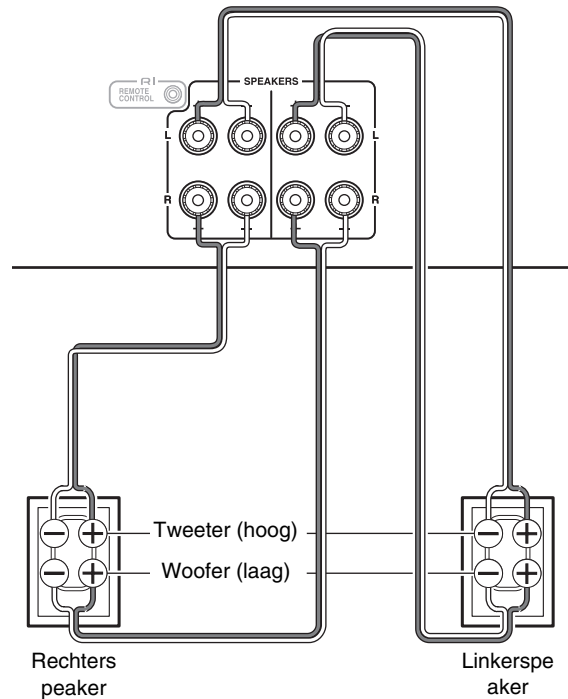 RI
REMOTE
CONTROL
SPEAKERS
L
L
R
R
Tweeter (hoog)
Woofer (laag)
Rechters
peaker
Linkerspe
aker